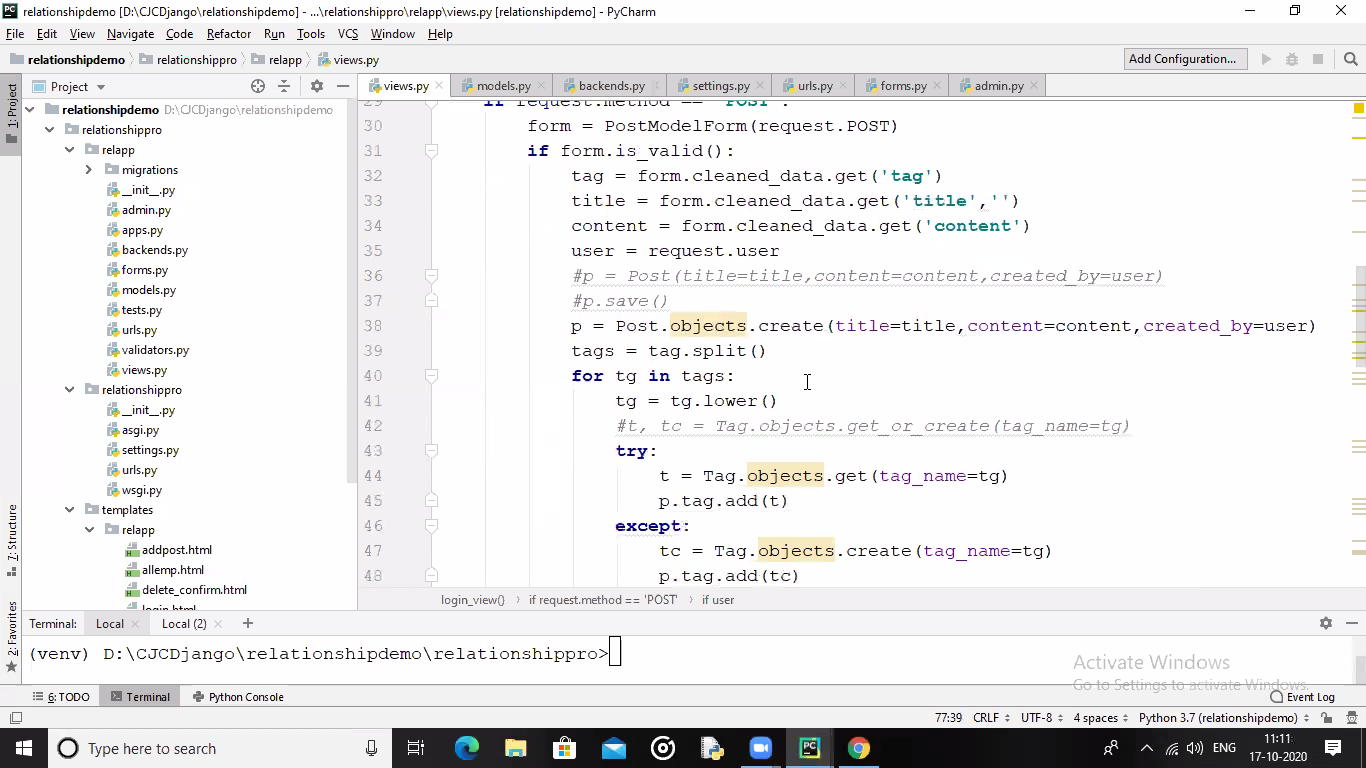 relationshipdemo [D:\CJCDjango\relationshipdemo] - ...\relationshippro\relapp\views.py [relationshipdemo] - PyCharm
File Edit View Navigate Code Refactor Run Tools VCS Window Help
relationshipdemo relationshippro relapp views.py Add Configuration...
1: Project
Project
views.py models.py backends.py settings.py urls.py forms.py admin.py
relationshipdemo D:\CJCDjango\relationshipdemo
relationshippro
relapp
migrations
__init__.py
admin.py
apps.py
backends.py
forms.py
models.py
tests.py
urls.py
validators.py
views.py
relationshippro
__init__.py
asgi.py
settings.py
urls.py
wsgi.py
templates
relapp
addpost.html
allemp.html
delete_confirm.html
login.html
29 if request.method == 'POST':
30 form = PostModelForm(request.POST)
31 if form.is_valid():
32 tag = form.cleaned_data.get('tag')
33 title = form.cleaned_data.get('title','')
34 content = form.cleaned_data.get('content')
35 user = request.user
36 #p = Post(title=title,content=content,created_by=user)
37 #p.save()
38 p = Post.objects.create(title=title,content=content,created_by=user)
39 tags = tag.split()
40 for tg in tags:
41 tg = tg.lower()
42 #t, tc = Tag.objects.get_or_create(tag_name=tg)
43 try:
44 t = Tag.objects.get(tag_name=tg)
45 p.tag.add(t)
46 except:
47 tc = Tag.objects.create(tag_name=tg)
48 p.tag.add(tc)
login_view() if request.method == 'POST' if user
7: Structure
2: Favorites
Terminal: Local Local (2)
(venv) D:\CJCDjango\relationshipdemo\relationshippro>
Activate Windows
Go to Settings to activate Windows.
6: TODO Terminal Python Console Event Log
77:39 CRLF UTF-8 4 spaces Python 3.7 (relationshipdemo)
Type here to search
ENG
11:11
17-10-2020